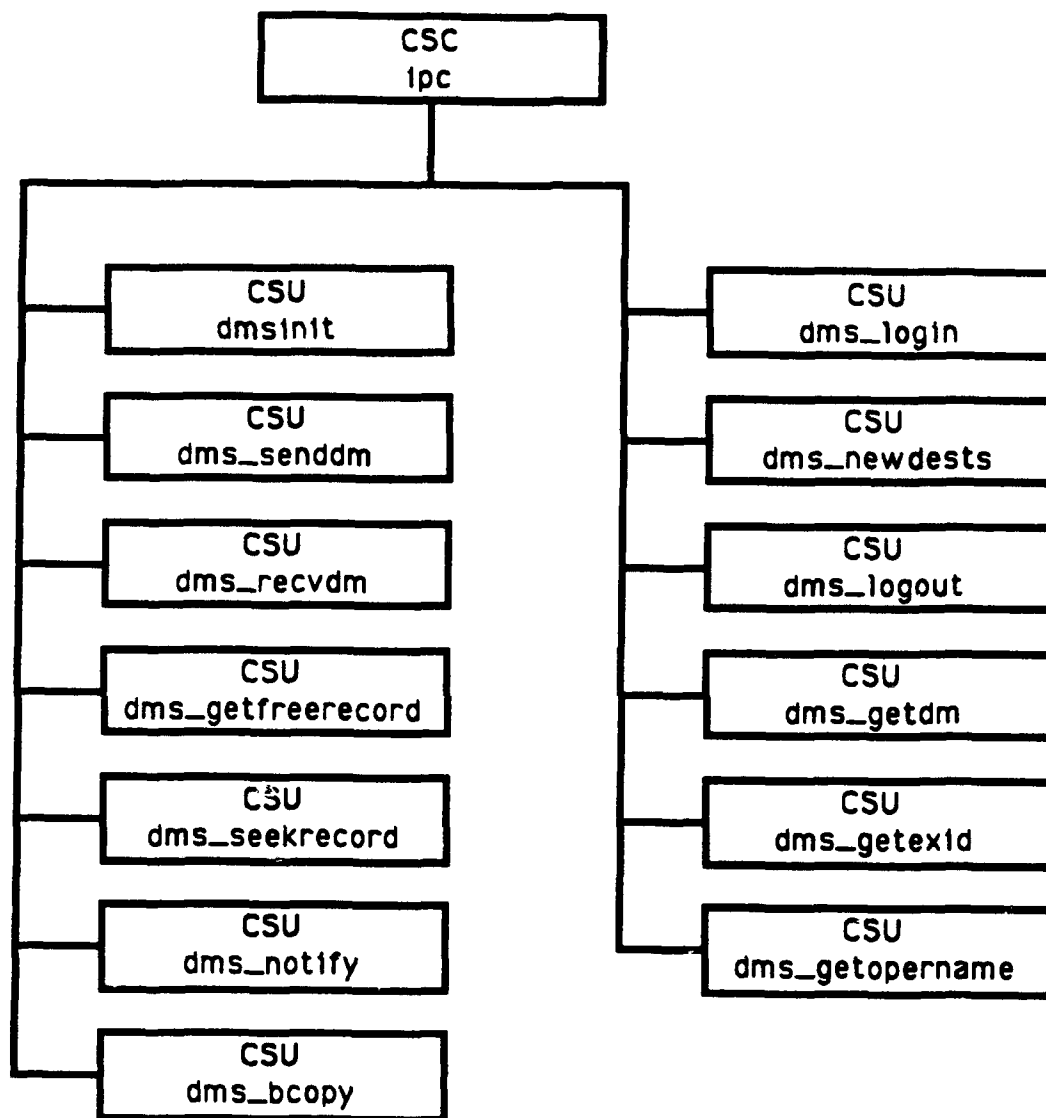 CSC
ipc
CSU
dmsinit
CSU
dms_senddm
CSU
dms_recvdm
CSU
dms_getfreerecord
CSU
dms_seekrecord
CSU
dms_notify
CSU
dms_bcopy
CSU
dms_login
CSU
dms_newdests
CSU
dms_logout
CSU
dms_getdm
CSU
dms_getexid
CSU
dms_getopername